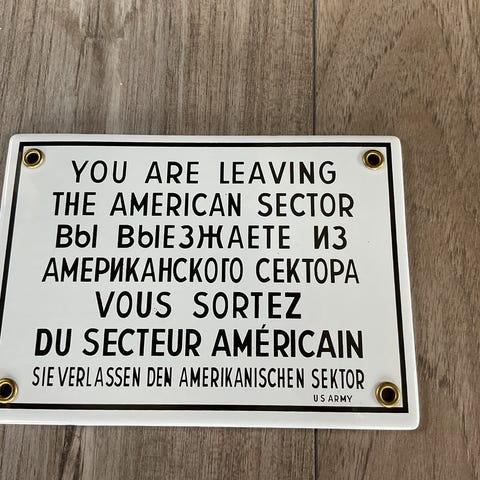 YOU ARE LEAVING
THE AMERICAN SECTOR
ВЫ ВЫЕЗЖАЕТЕ ИЗ
АМЕРИКАНСКОГО СЕКТОРА
VOUS SORTEZ
DU SECTEUR AMÉRICAIN
SIE VERLASSEN DEN AMERIKANISCHEN SEKTOR
US ARMY